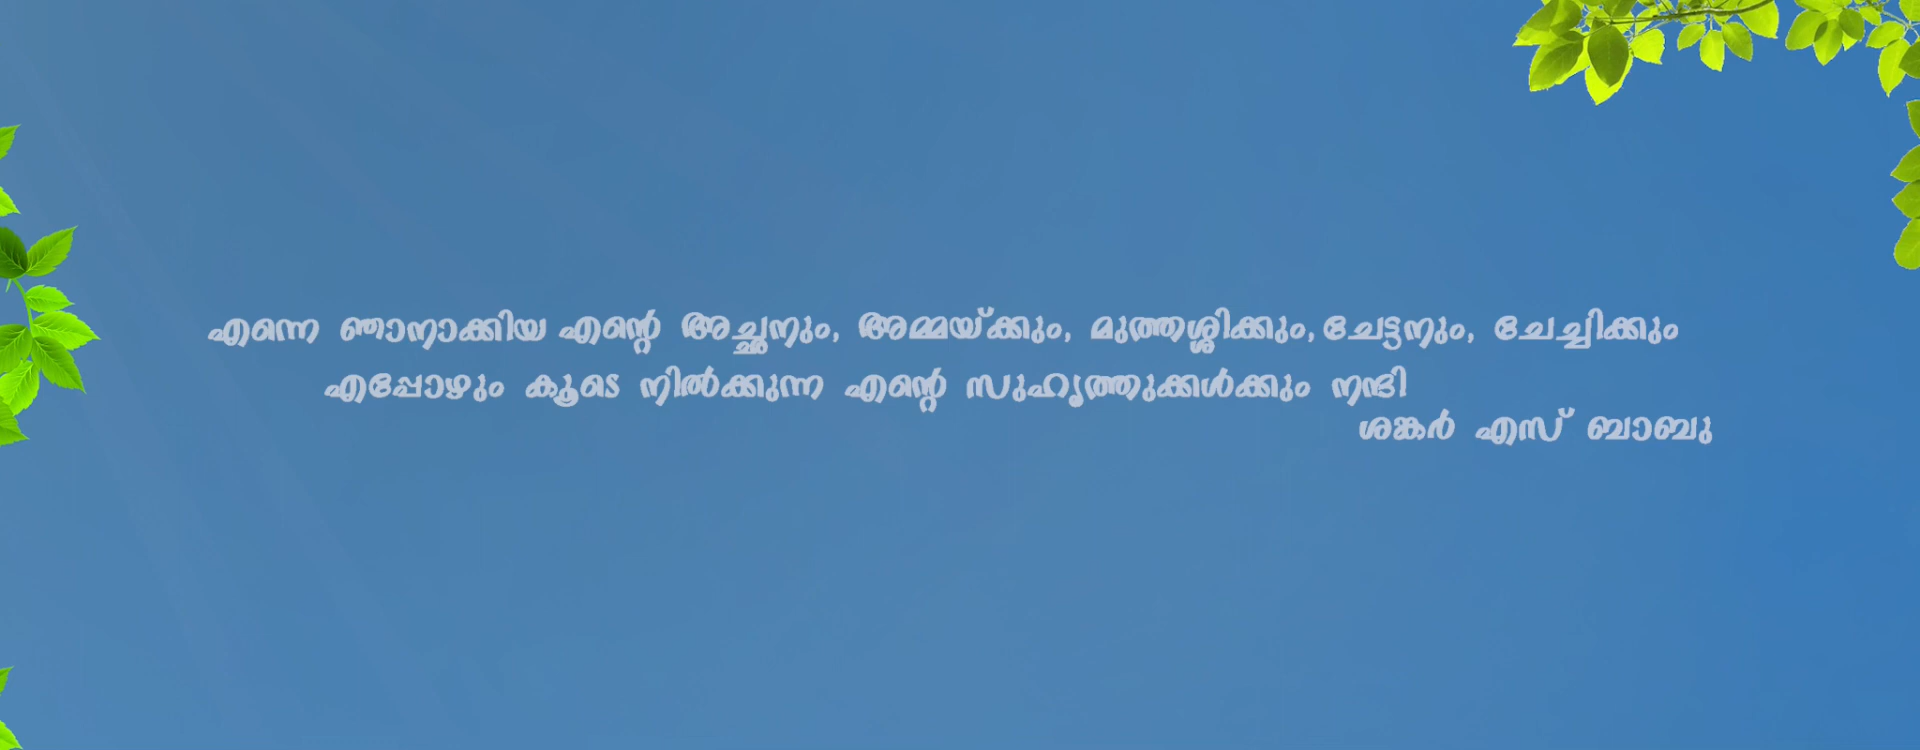 എന്നെ ഞാനാക്കിയ എന്റെ അച്ഛനും, അമ്മയ്ക്കും, മുത്തശ്ശിക്കും, ചേട്ടനും, ചേച്ചിക്കും
എപ്പോഴും കൂടെ നിൽക്കുന്ന എന്റെ സുഹൃത്തുക്കൾക്കും നന്ദി
ശങ്കർ എസ് ബാബു